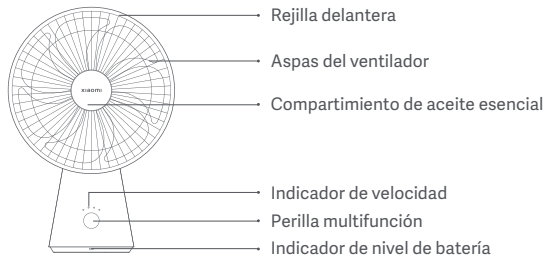 Rejilla delantera
Aspas del ventilador
xiaomi
Compartimiento de aceite esencial
Indicador de velocidad
Perilla multifunción
Indicador de nivel de batería